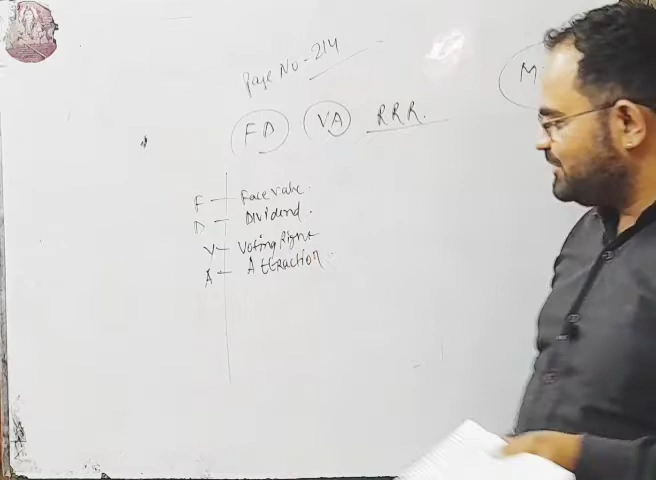 Page No - 214
FD VA RRR.
M
F - Face value.
D - Dividend.
V - Voting Right
A - Attraction.